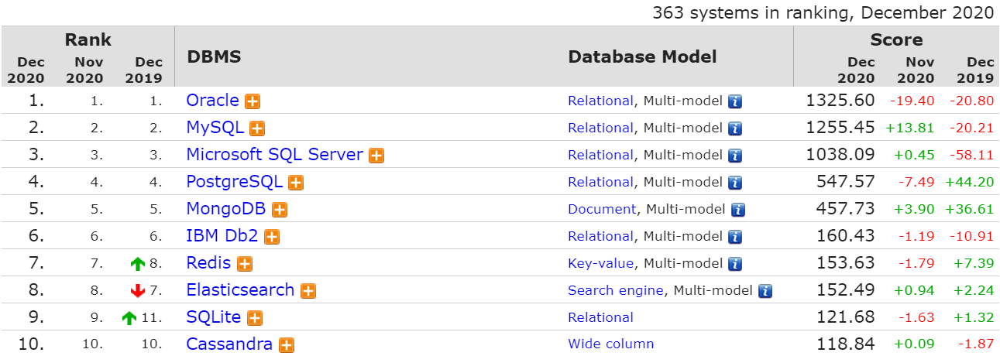 363 systems in ranking, December 2020
Rank DBMS Database Model Score
Dec 2020 Nov 2020 Dec 2019 Dec 2020 Nov 2020 Dec 2019
1. 1. 1. Oracle Relational, Multi-model 1325.60 -19.40 -20.80
2. 2. 2. MySQL Relational, Multi-model 1255.45 +13.81 -20.21
3. 3. 3. Microsoft SQL Server Relational, Multi-model 1038.09 +0.45 -58.11
4. 4. 4. PostgreSQL Relational, Multi-model 547.57 -7.49 +44.20
5. 5. 5. MongoDB Document, Multi-model 457.73 +3.90 +36.61
6. 6. 6. IBM Db2 Relational, Multi-model 160.43 -1.19 -10.91
7. 7. 8. Redis Key-value, Multi-model 153.63 -1.79 +7.39
8. 8. 7. Elasticsearch Search engine, Multi-model 152.49 +0.94 +2.24
9. 9. 11. SQLite Relational 121.68 -1.63 +1.32
10. 10. 10. Cassandra Wide column 118.84 +0.09 -1.87